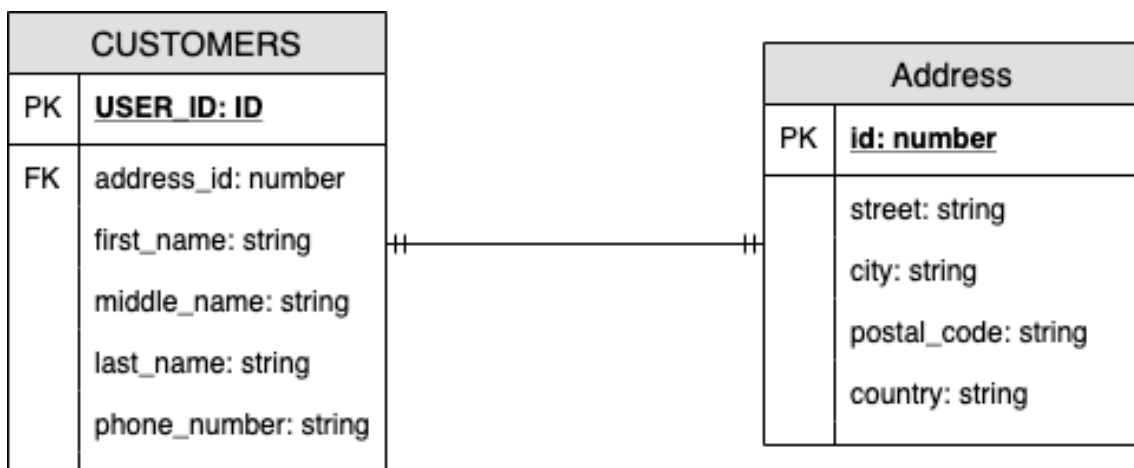 CUSTOMERS
PK USER_ID: ID
FK address_id: number
first_name: string
middle_name: string
last_name: string
phone_number: string
Address
PK id: number
street: string
city: string
postal_code: string
country: string